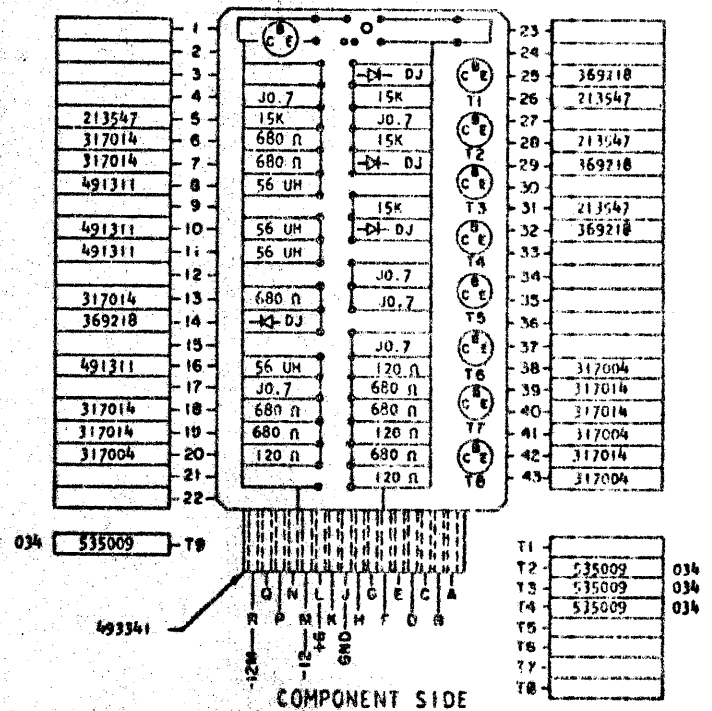 1 23
2 B C E 24
3 DJ C B E 25 369218
4 J0.7 15K T1 26 213547
213547 5 15K J0.7 27
317014 6 680 Ω 15K C B E T2 28 213547
317014 7 680 Ω DJ 29 369218
491311 8 56 UH C B E 30
9 15K T3 31 213547
491311 10 56 UH DJ C B E 32 369218
491311 11 56 UH T4 33
12 J0.7 34
317014 13 680 Ω J0.7 C B E 35
369218 14 DJ T5 36
15 J0.7 C B E 37
491311 16 56 UH 120 Ω T6 38 317004
17 J0.7 680 Ω 39 317014
317014 18 680 Ω 680 Ω C B E 40 317014
317014 19 680 Ω 120 Ω T7 41 317004
317004 20 120 Ω 680 Ω C B E 42 317014
21 120 Ω T8 43 317004
22
034 535009 T9
T1
T2 535009 034
T3 535009 034
T4 535009 034
T5
T6
T7
T8
493341
Q N L J G E C A
R P M K H F D B
-12M -12 +6 GND
COMPONENT SIDE